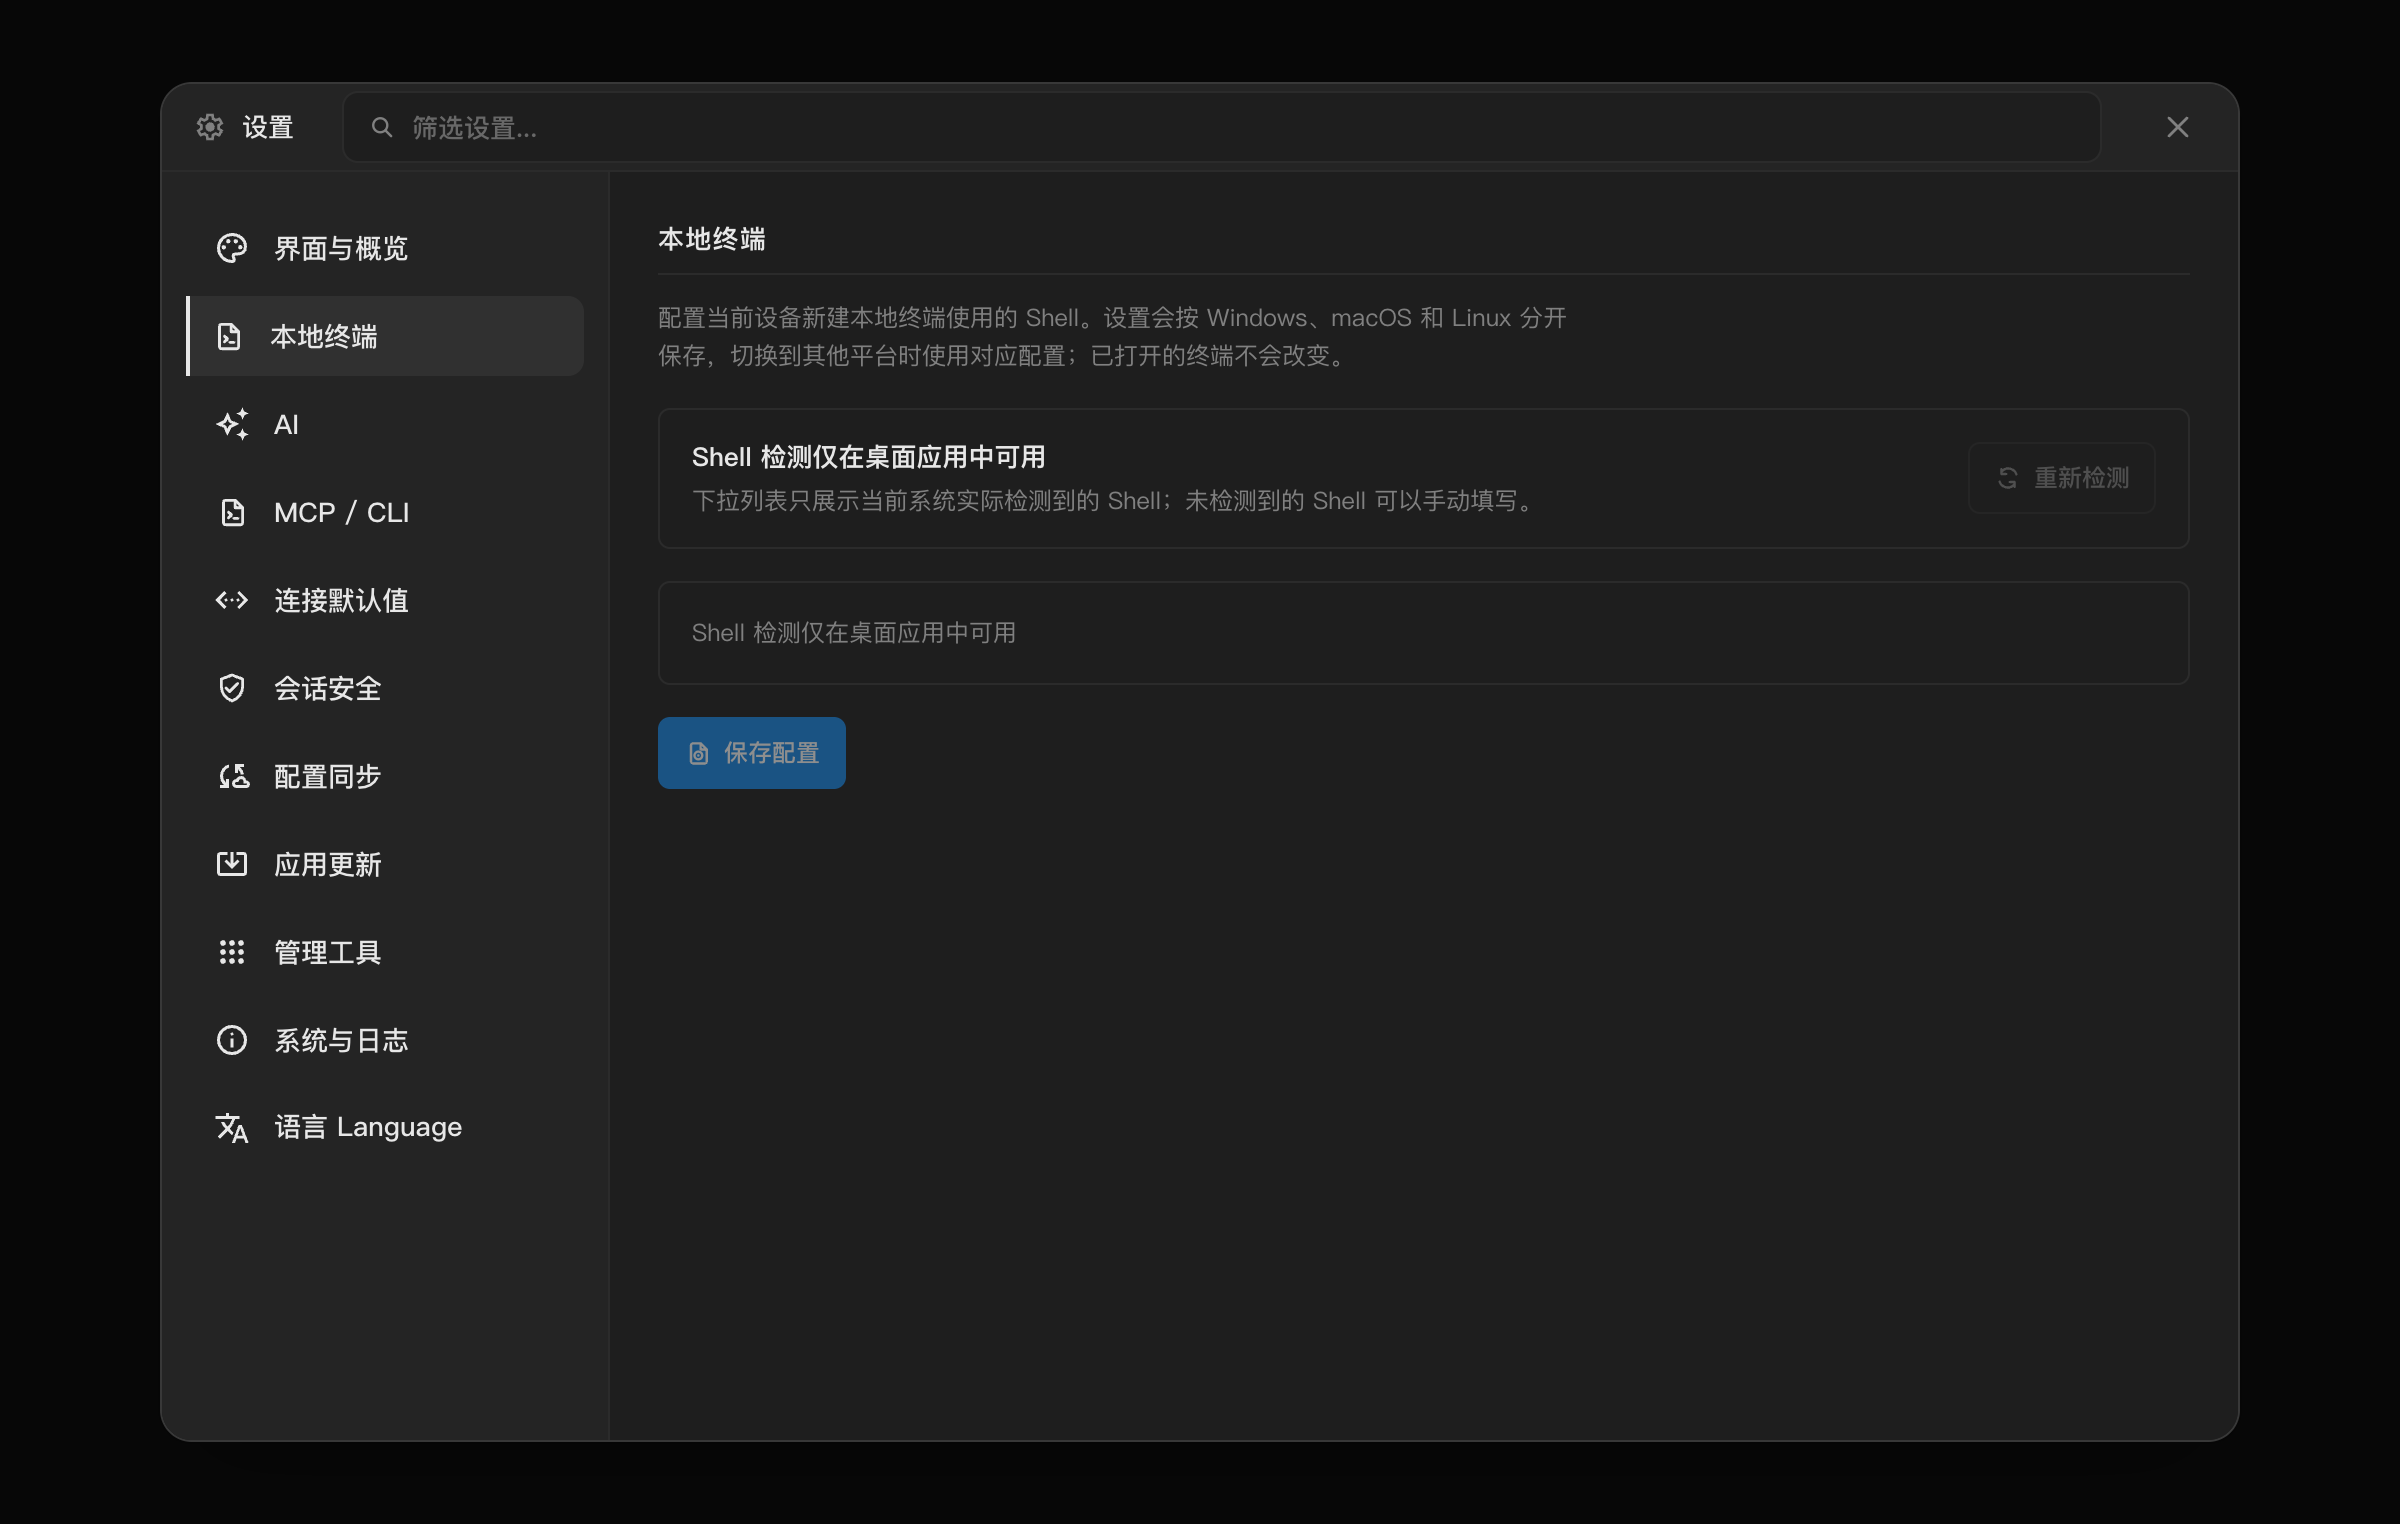 设置
筛选设置...
界面与概览
本地终端
AI
MCP / CLI
连接默认值
会话安全
配置同步
应用更新
管理工具
系统与日志
语言 Language
本地终端
配置当前设备新建本地终端使用的 Shell。设置会按 Windows、macOS 和 Linux 分开
保存，切换到其他平台时使用对应配置；已打开的终端不会改变。
Shell 检测仅在桌面应用中可用
下拉列表只展示当前系统实际检测到的 Shell；未检测到的 Shell 可以手动填写。
重新检测
Shell 检测仅在桌面应用中可用
保存配置